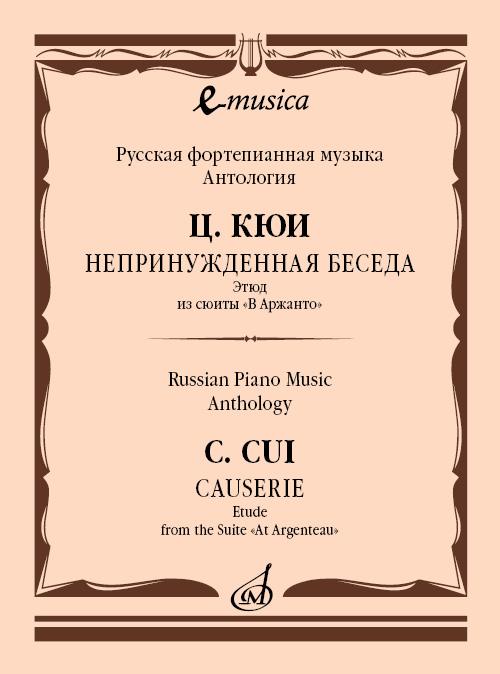 e-musica
Русская фортепианная музыка
Антология
Ц. КЮИ
НЕПРИНУЖДЕННАЯ БЕСЕДА
Этюд
из сюиты «В Аржанто»
Russian Piano Music
Anthology
C. CUI
CAUSERIE
Etude
from the Suite «At Argenteau»